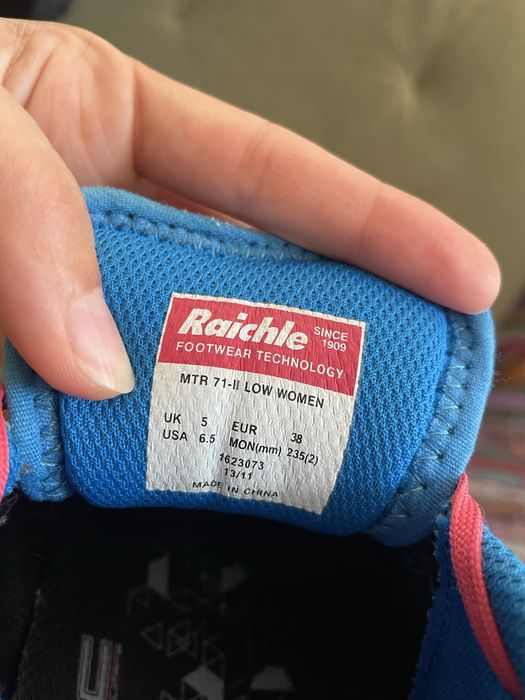 Raichle SINCE 1909
FOOTWEAR TECHNOLOGY
MTR 71-II LOW WOMEN
UK 5 EUR 38
USA 6.5 MON(mm) 235(2)
1623073
13/11
MADE IN CHINA